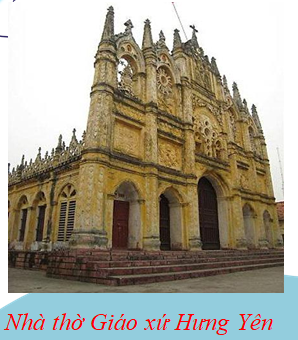 Nhà thờ Giáo xứ Hưng Yên